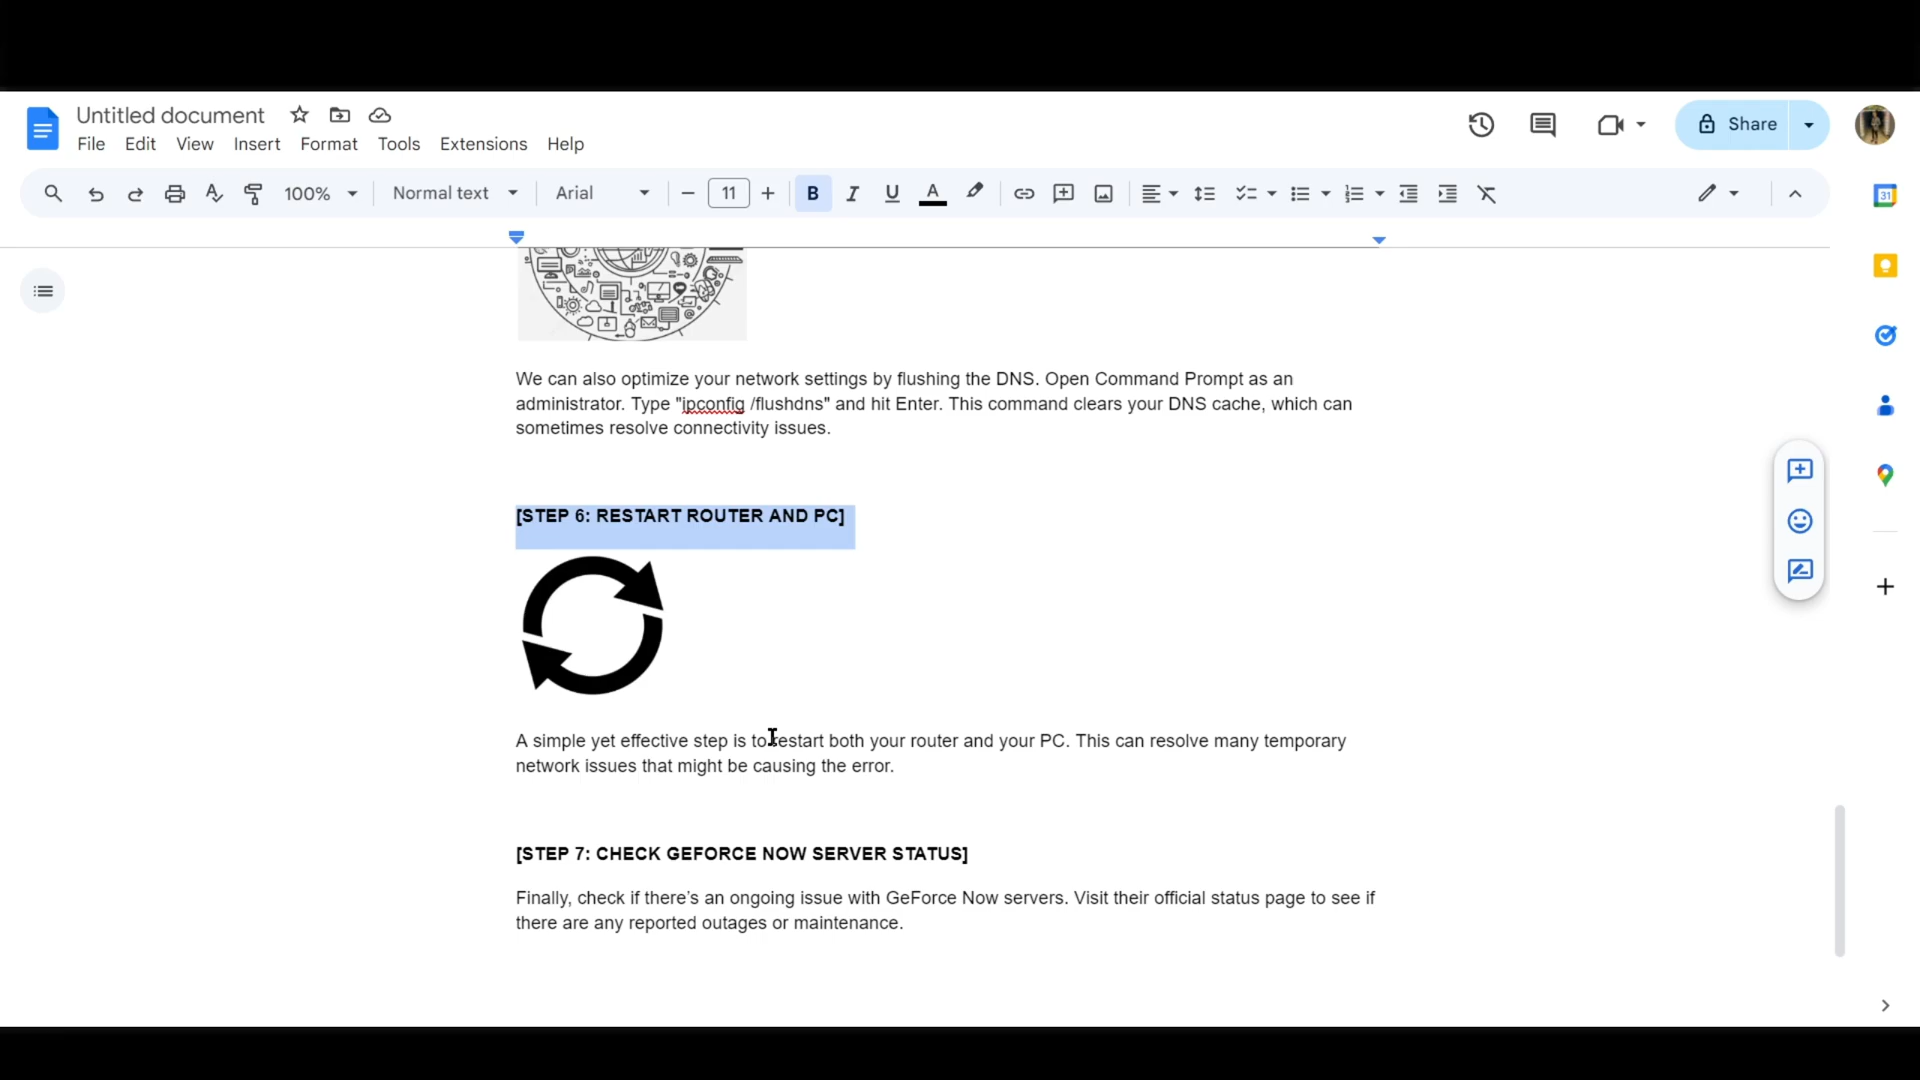 Untitled document
File Edit View Insert Format Tools Extensions Help
Share
100% Normal text Arial 11 B I U A
31
We can also optimize your network settings by flushing the DNS. Open Command Prompt as an
administrator. Type "ipconfig /flushdns" and hit Enter. This command clears your DNS cache, which can
sometimes resolve connectivity issues.
[STEP 6: RESTART ROUTER AND PC]
A simple yet effective step is to restart both your router and your PC. This can resolve many temporary
network issues that might be causing the error.
[STEP 7: CHECK GEFORCE NOW SERVER STATUS]
Finally, check if there’s an ongoing issue with GeForce Now servers. Visit their official status page to see if
there are any reported outages or maintenance.